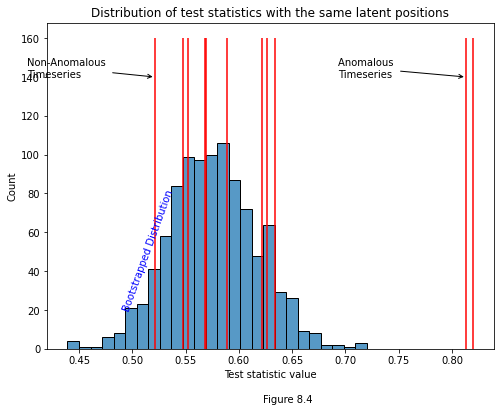 Distribution of test statistics with the same latent positions
160
140
120
100
80
60
40
20
0
Count
Non-Anomalous
Timeseries
Anomalous
Timeseries
Bootstrapped Distribution
0.45 0.50 0.55 0.60 0.65 0.70 0.75 0.80
Test statistic value
Figure 8.4